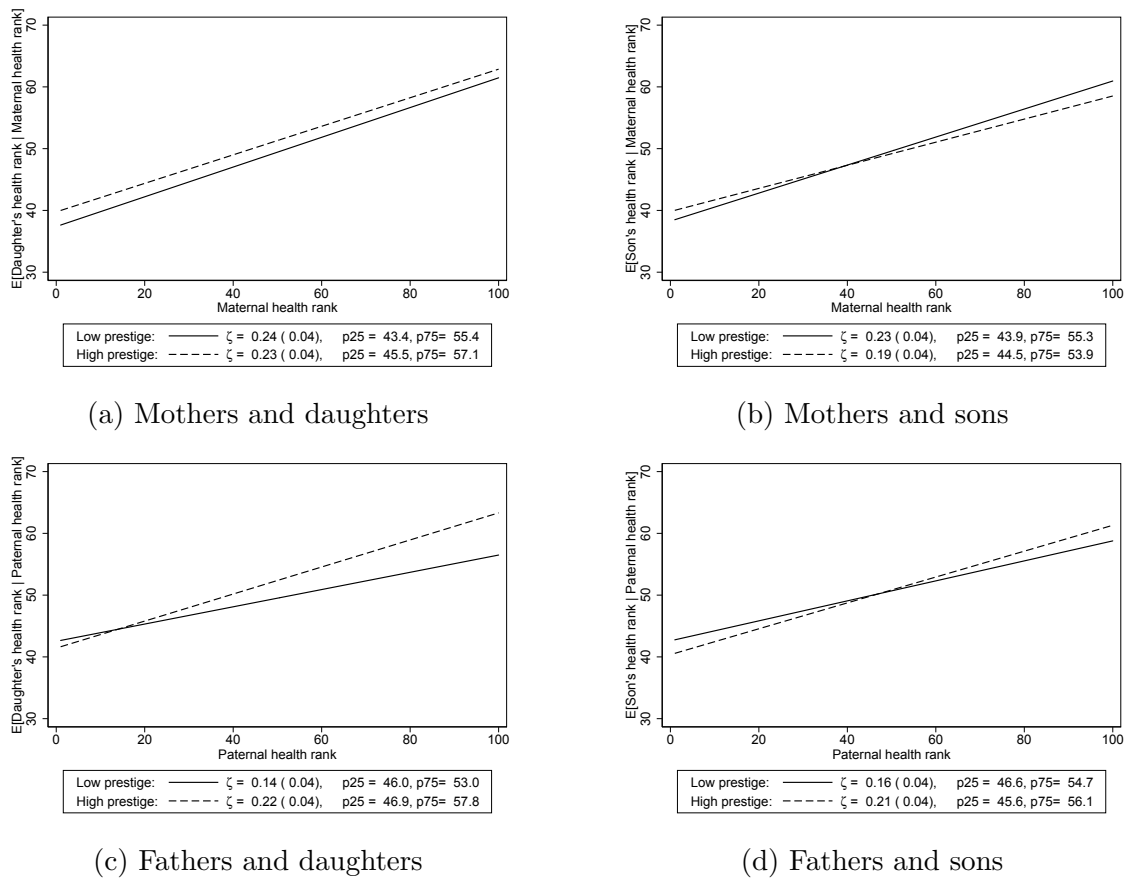 E[Daughter's health rank | Maternal health rank]
70
60
50
40
30
0 20 40 60 80 100
Maternal health rank
Low prestige: ζ = 0.24 ( 0.04), p25 = 43.4, p75= 55.4
High prestige: ζ = 0.23 ( 0.04), p25 = 45.5, p75= 57.1
(a) Mothers and daughters
E[Son's health rank | Maternal health rank]
70
60
50
40
30
0 20 40 60 80 100
Maternal health rank
Low prestige: ζ = 0.23 ( 0.04), p25 = 43.9, p75= 55.3
High prestige: ζ = 0.19 ( 0.04), p25 = 44.5, p75= 53.9
(b) Mothers and sons
E[Daughter's health rank | Paternal health rank]
70
60
50
40
30
0 20 40 60 80 100
Paternal health rank
Low prestige: ζ = 0.14 ( 0.04), p25 = 46.0, p75= 53.0
High prestige: ζ = 0.22 ( 0.04), p25 = 46.9, p75= 57.8
(c) Fathers and daughters
E[Son's health rank | Paternal health rank]
70
60
50
40
30
0 20 40 60 80 100
Paternal health rank
Low prestige: ζ = 0.16 ( 0.04), p25 = 46.6, p75= 54.7
High prestige: ζ = 0.21 ( 0.04), p25 = 45.6, p75= 56.1
(d) Fathers and sons